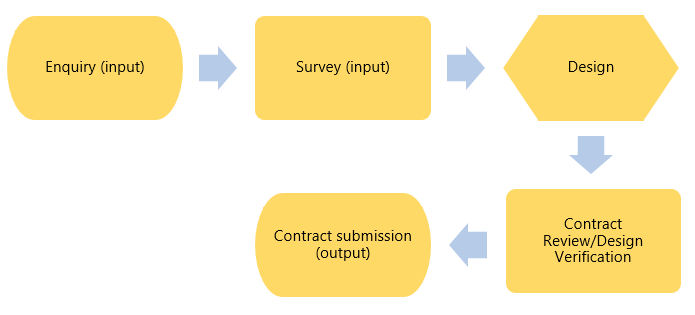 Enquiry (input)
Survey (input)
Design
Contract
Review/Design
Verification
Contract submission
(output)